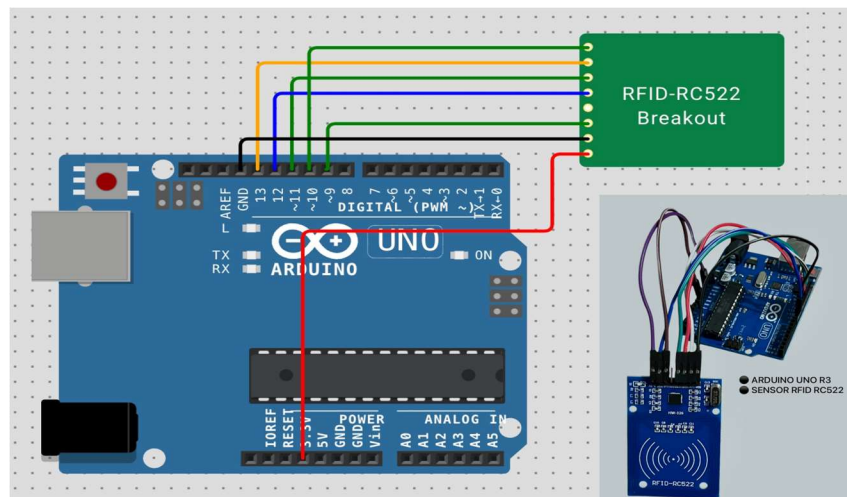 RFID-RC522
Breakout
AREF
GND
13
12
~11
~10
~9
8
7
~6
~5
4
~3
2
TX→1
RX←0
DIGITAL (PWM ~)
L
TX
RX
UNO
ARDUINO
ON
IOREF
RESET
3.3V
5V
GND
GND
Vin
POWER
ANALOG IN
A0
A1
A2
A3
A4
A5
UNO
ARDUINO UNO R3
SENSOR RFID RC522
RFID-RC522